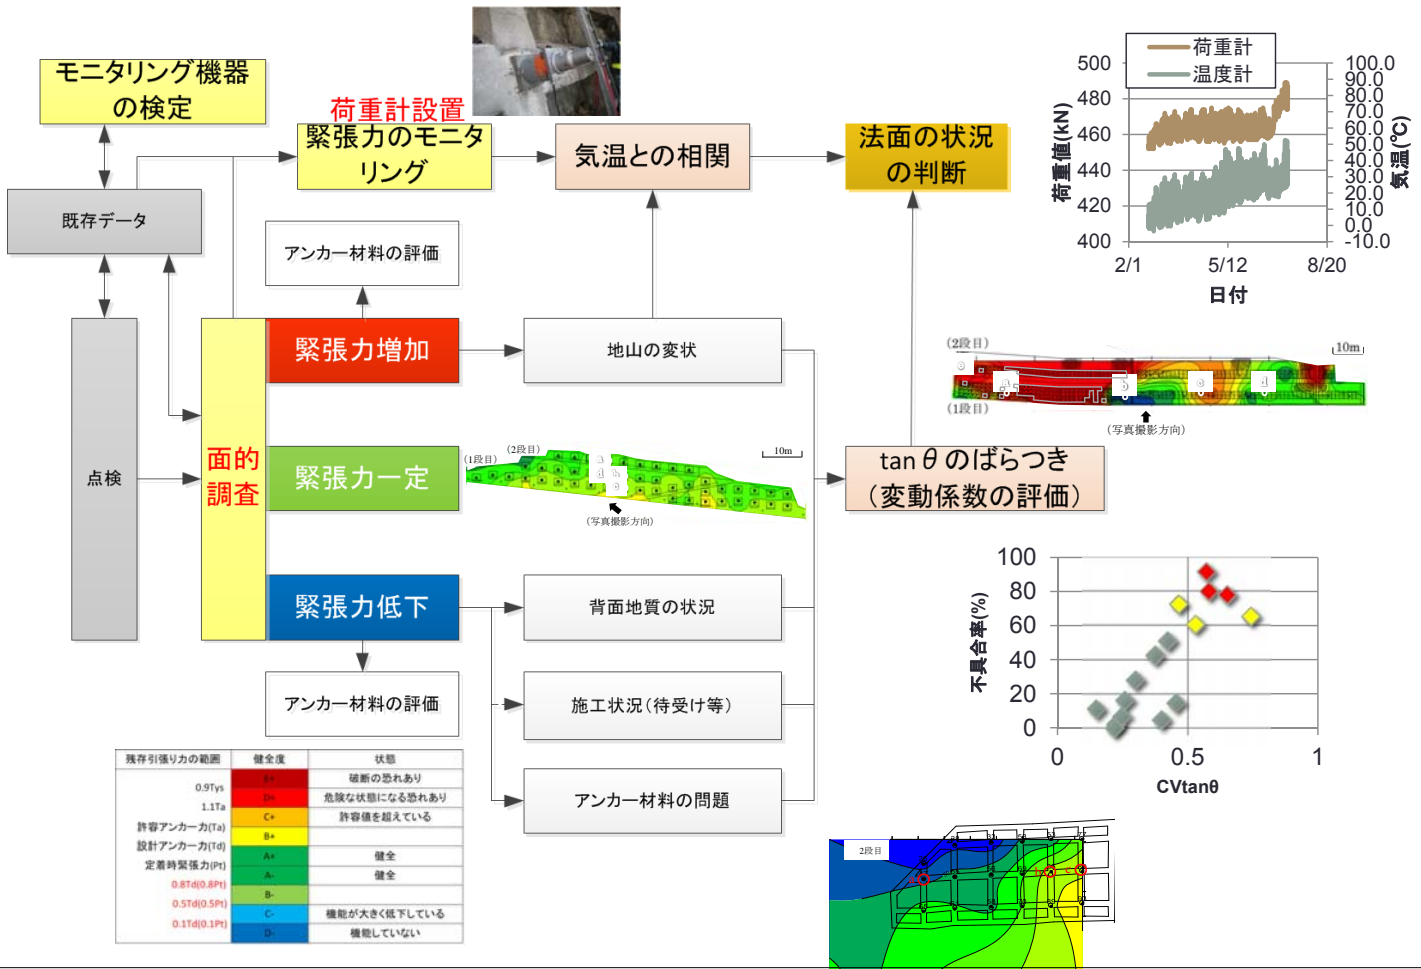 モニタリング機器
の検定
荷重計設置
緊張力のモニタ
リング
気温との相関
法面の状況
の判断
既存データ
アンカー材料の評価
点検
面的
調査
緊張力増加
地山の変状
緊張力一定
緊張力低下
背面地質の状況
施工状況（待受け等）
アンカー材料の問題
アンカー材料の評価
tanθのばらつき
（変動係数の評価）
荷重計
温度計
荷重値(kN)
500
480
460
440
420
400
気温(℃)
100.0
90.0
80.0
70.0
60.0
50.0
40.0
30.0
20.0
10.0
0.0
-10.0
2/1
5/12
8/20
日付
(2段目)
10m
a
b
c
d
(1段目)
(写真撮影方向)
(2段目)
(1段目)
10m
(写真撮影方向)
不具合率(%)
100
80
60
40
20
0
0
0.5
1
CVtanθ
残存引張り力の範囲 健全度 状態
E+ 破断の恐れあり
0.9Tys
D+ 危険な状態になる恐れあり
1.1Ta
C+ 許容値を超えている
許容アンカー力(Ta)
B+
設計アンカー力(Td)
A+ 健全
定着時緊張力(Pt)
A- 健全
0.8Td(0.8Pt)
B-
0.5Td(0.5Pt)
C- 機能が大きく低下している
0.1Td(0.1Pt)
D- 機能していない
2段目